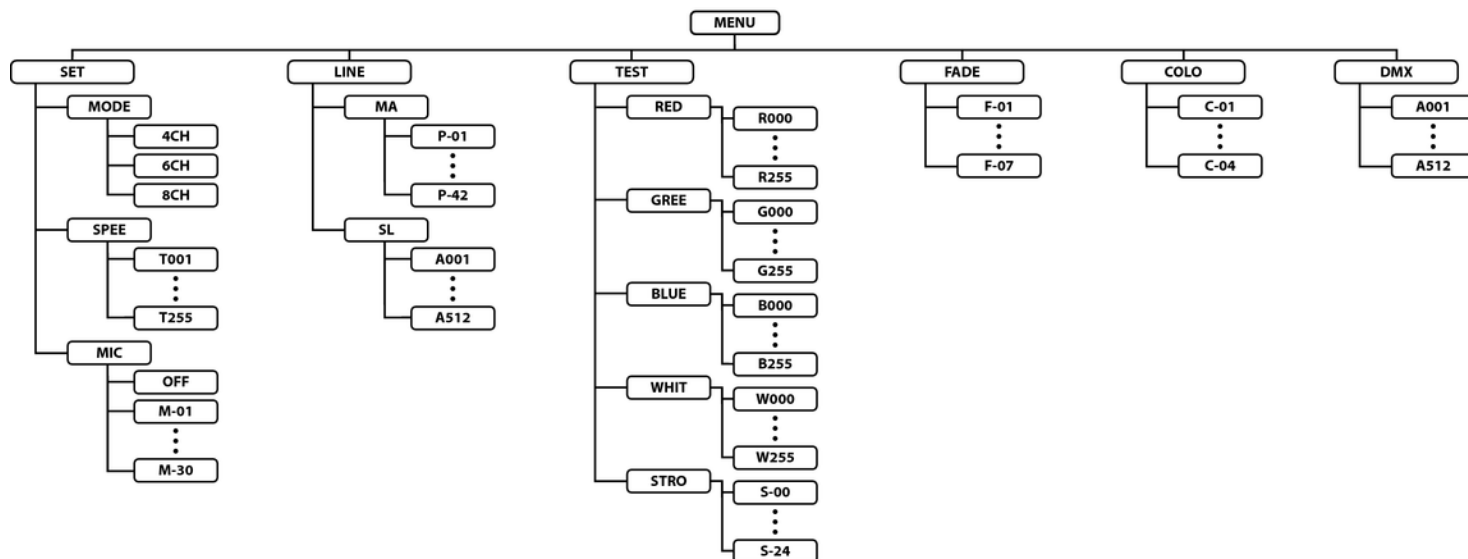 MENU
SET
LINE
TEST
FADE
COLO
DMX
MODE
4CH
6CH
8CH
SPEE
T001
T255
MIC
OFF
M-01
M-30
MA
P-01
P-42
SL
A001
A512
RED
R000
R255
GREE
G000
G255
BLUE
B000
B255
WHIT
W000
W255
STRO
S-00
S-24
F-01
F-07
C-01
C-04
A001
A512